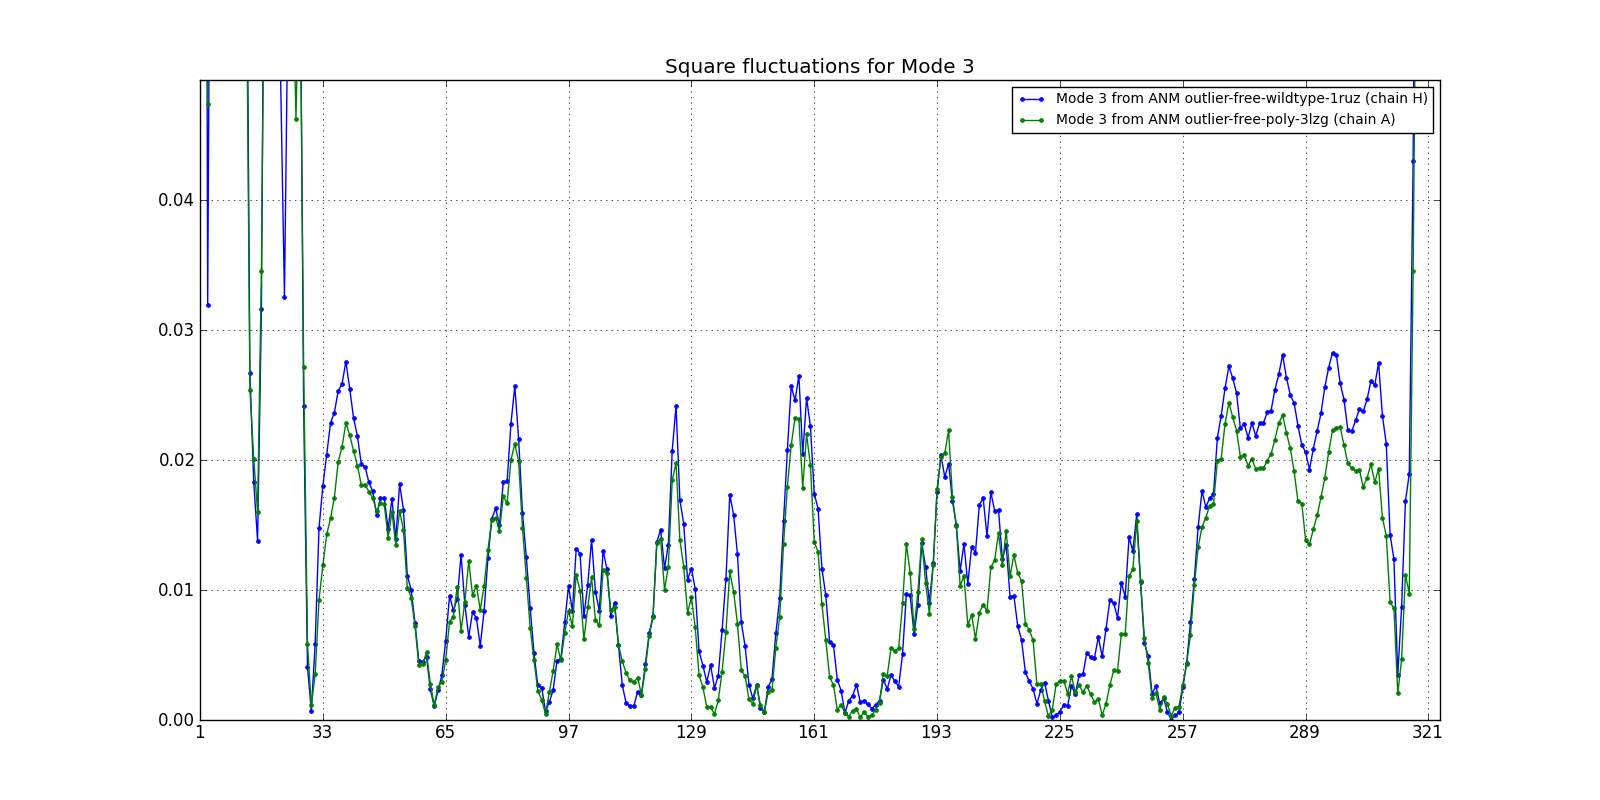 Square fluctuations for Mode 3
Mode 3 from ANM outlier-free-wildtype-1ruz (chain H)
Mode 3 from ANM outlier-free-poly-3lzg (chain A)
0.04
0.03
0.02
0.01
0.00
1 33 65 97 129 161 193 225 257 289 321